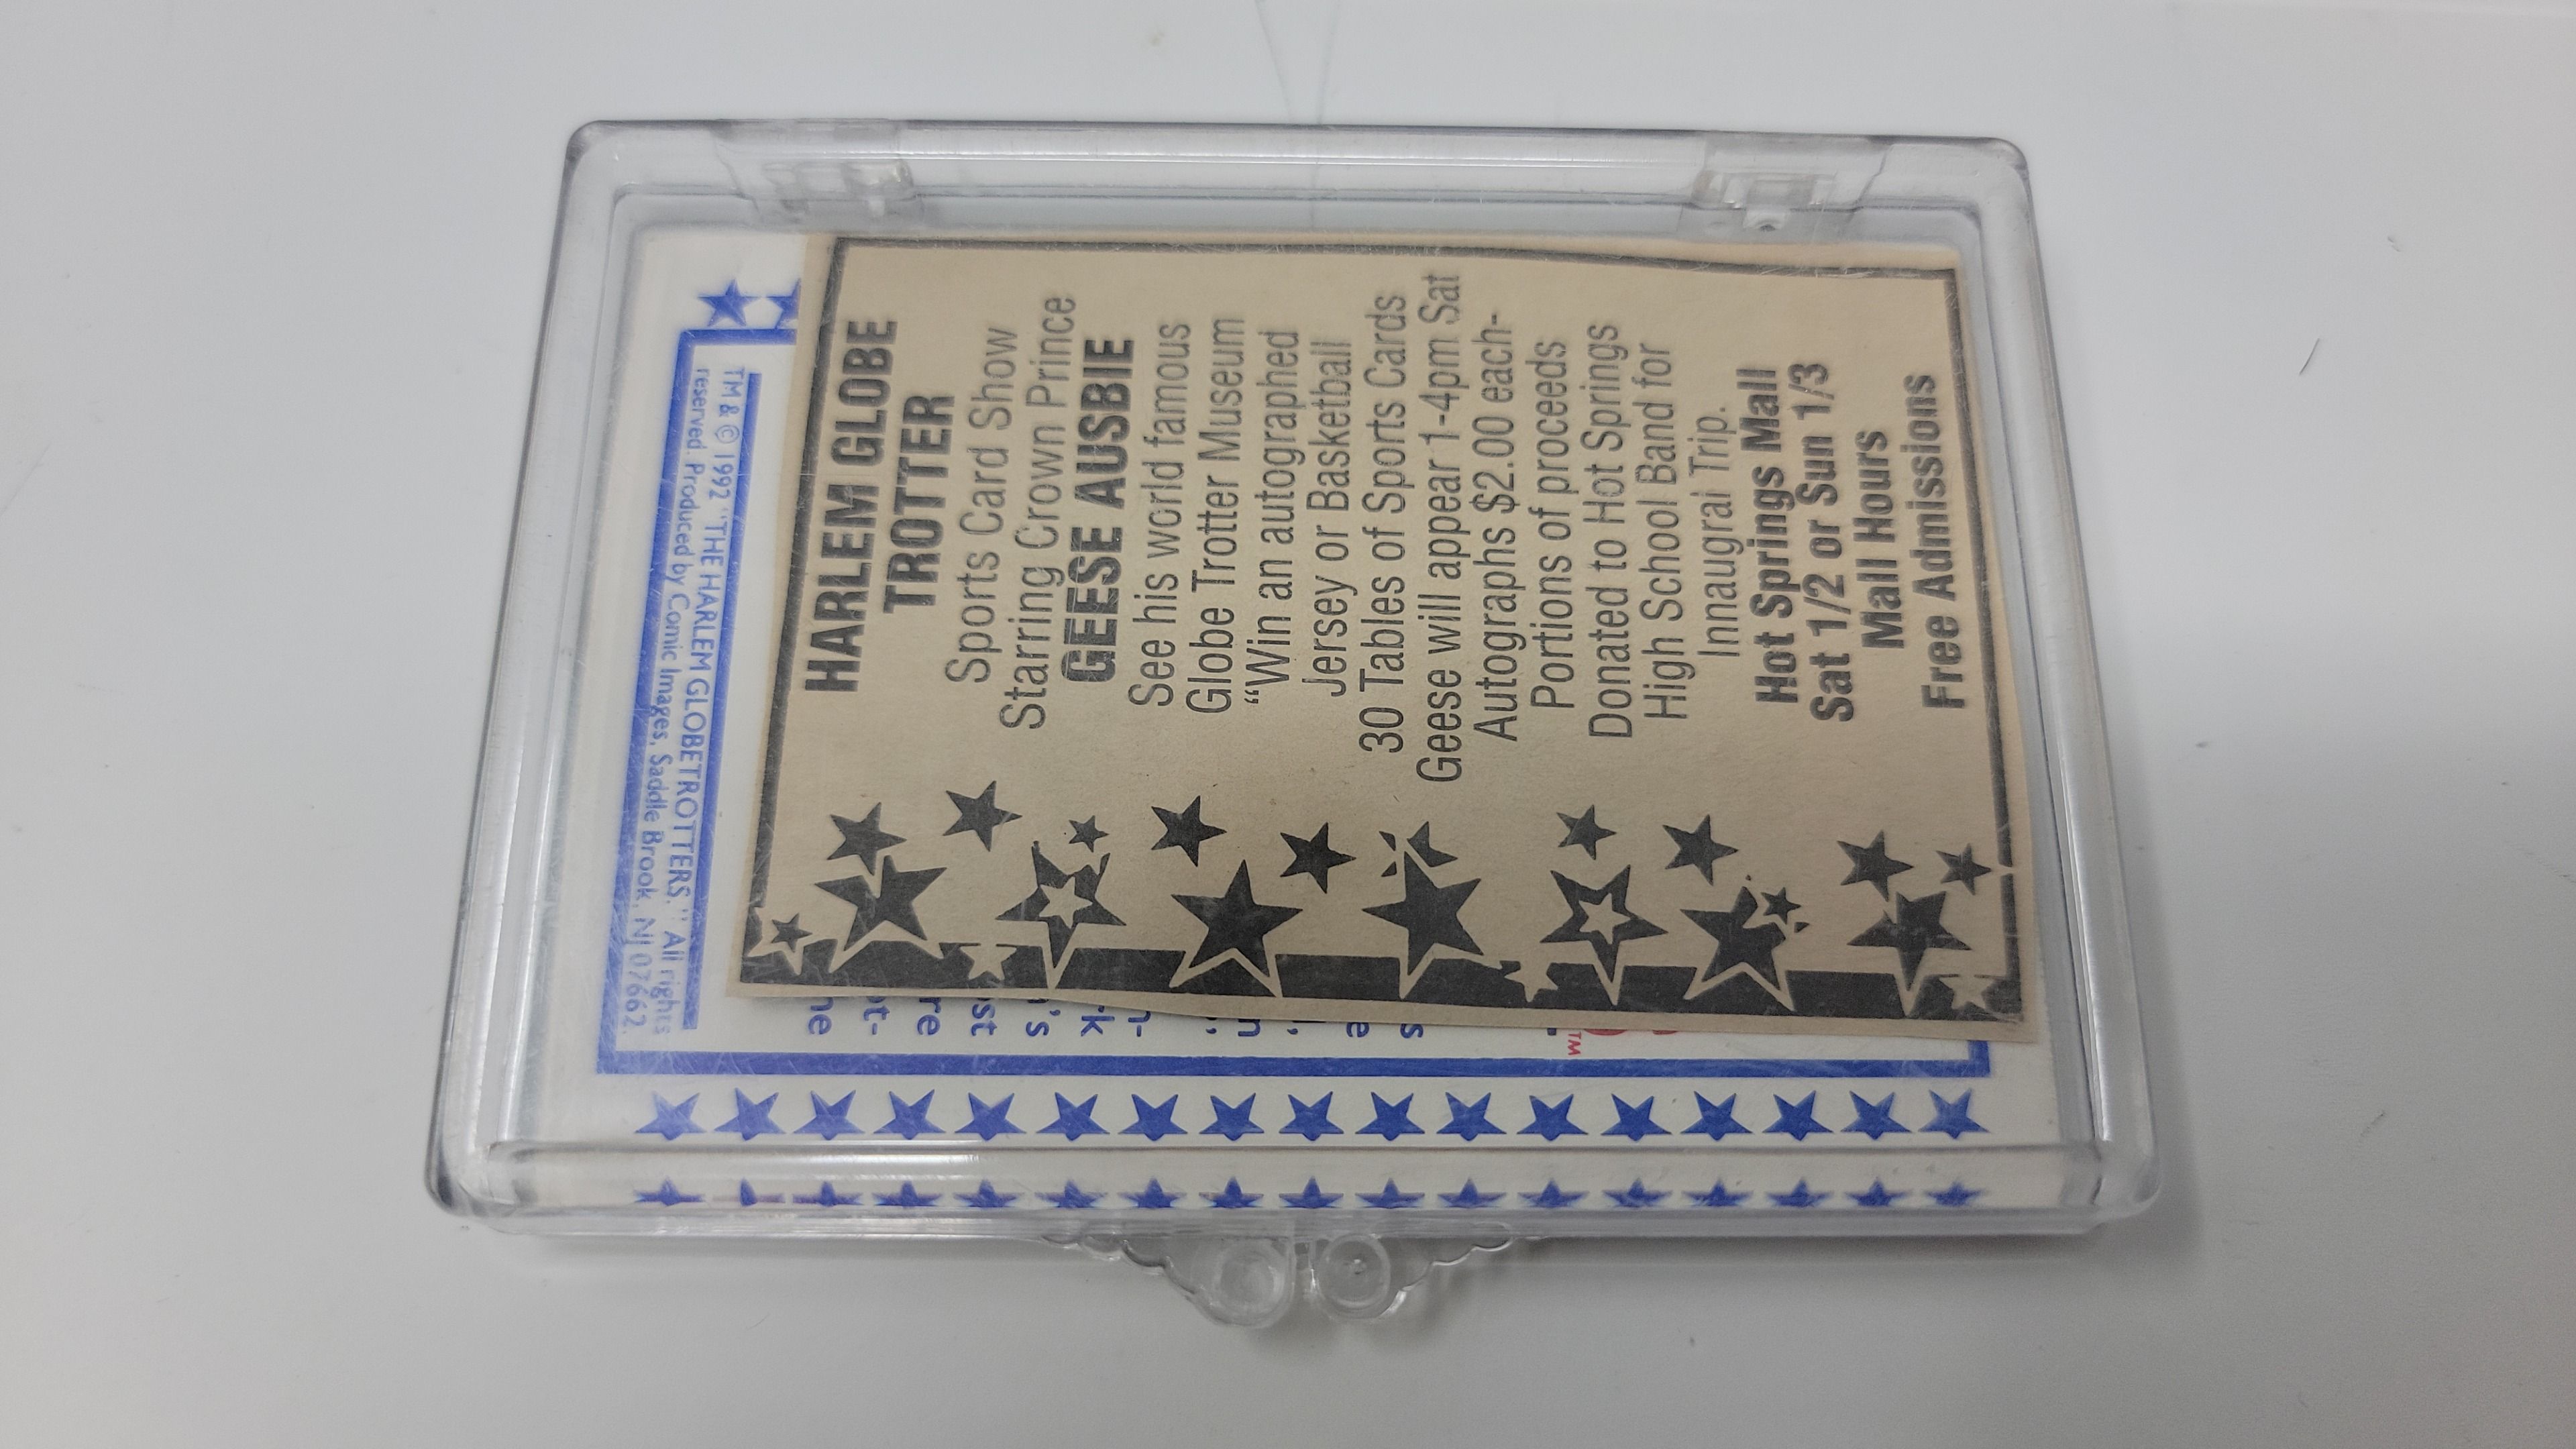 HARLEM GLOBE
TROTTER
Sports Card Show
Starring Crown Prince
GEESE AUSBIE
See his world famous
Globe Trotter Museum
“Win an autographed
Jersey or Basketball
30 Tables of Sports Cards
Geese will appear 1-4pm Sat
Autographs $2.00 each-
Portions of proceeds
Donated to Hot Springs
High School Band for
Innaugrai Trip.
Hot Springs Mall
Sat 1/2 or Sun 1/3
Mall Hours
Free Admissions
TM & © 1992 "THE HARLEM GLOBETROTTERS." All rights
reserved. Produced by Comic Images, Saddle Brook, NJ 07662.
TM